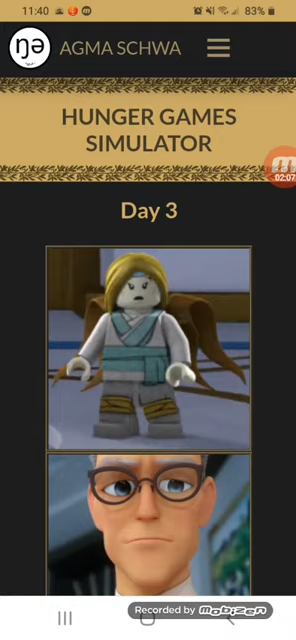 11:40
83%
ŋə
AGMA SCHWA
HUNGER GAMES
SIMULATOR
02:07
Day 3
Recorded by mobizen